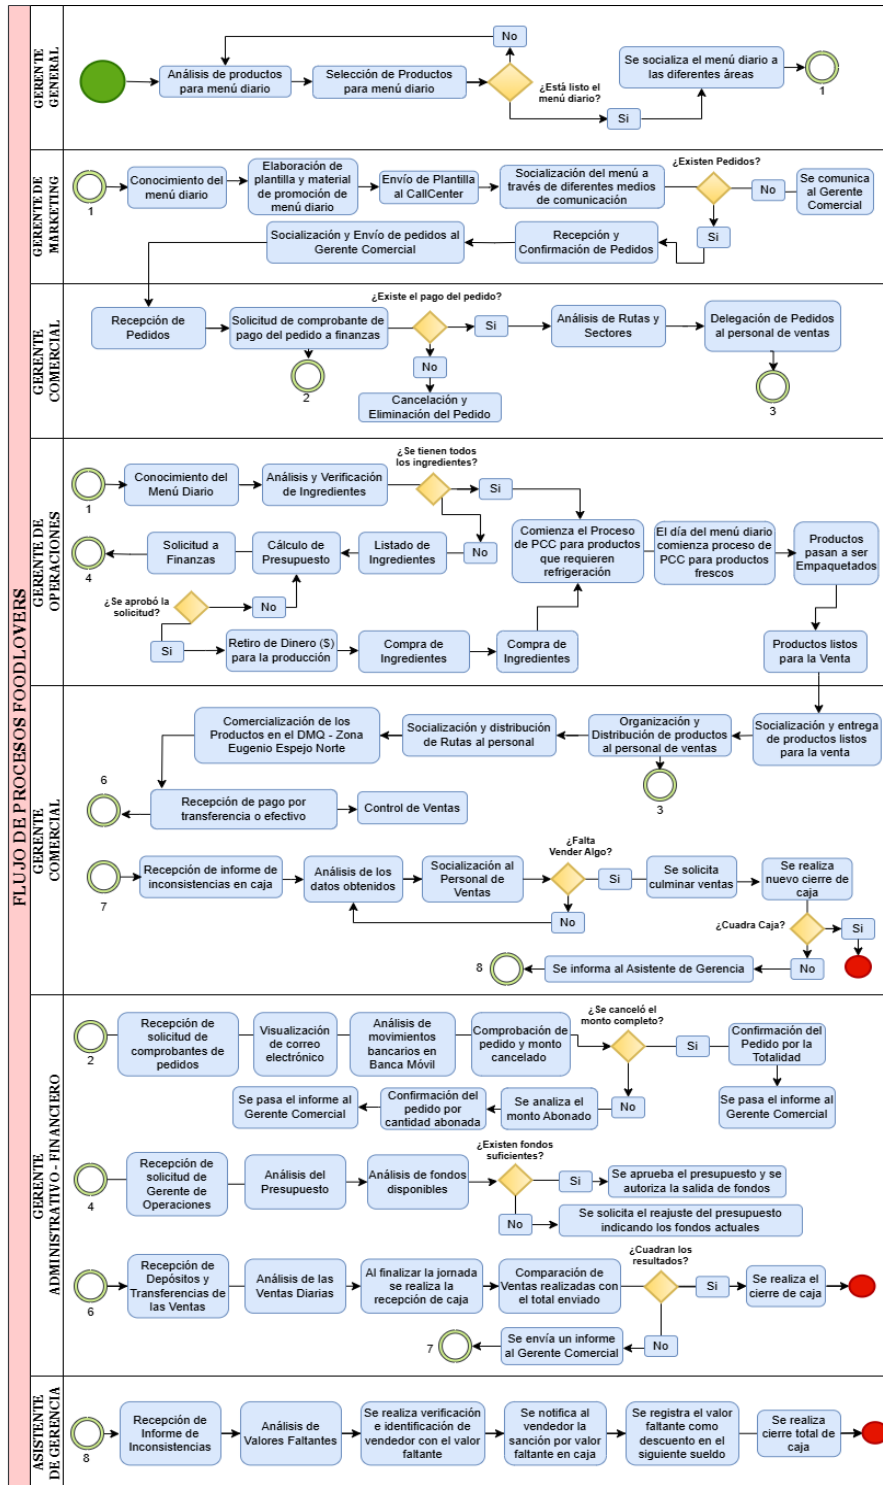 FLUJO DE PROCESOS FOOD LOVERS
GERENTE
GENERAL
Análisis de productos
para menú diario
Selección de Productos
para menú diario
No
¿Está listo el
menú diario?
Si
Se socializa el menú diario a
las diferentes áreas
1
GERENTE DE
MARKETING
1
Conocimiento del
menú diario
Elaboración de
plantilla y material
de promoción de
menú diario
Envío de Plantilla
al CallCenter
Socialización del menú a
través de diferentes medios
de comunicación
¿Existen Pedidos?
No
Se comunica
al Gerente
Comercial
Si
Recepción y
Confirmación de Pedidos
Socialización y Envío de pedidos al
Gerente Comercial
GERENTE
COMERCIAL
Recepción de
Pedidos
Solicitud de comprobante de
pago del pedido a finanzas
2
¿Existe el pago del pedido?
Si
No
Cancelación y
Eliminación del Pedido
Análisis de Rutas y
Sectores
Delegación de Pedidos
al personal de ventas
3
GERENTE DE
OPERACIONES
1
Conocimiento del
Menú Diario
Análisis y Verificación
de Ingredientes
¿Se tienen todos
los ingredientes?
Si
No
Listado de
Ingredientes
Cálculo de
Presupuesto
Solicitud a
Finanzas
4
¿Se aprobó la
solicitud?
No
Si
Retiro de Dinero ($)
para la producción
Compra de
Ingredientes
Compra de
Ingredientes
Comienza el Proceso
de PCC para productos
que requieren
refrigeración
El día del menú diario
comienza proceso de
PCC para productos
frescos
Productos
pasan a ser
Empaquetados
Productos listos
para la Venta
GERENTE
COMERCIAL
Socialización y entrega
de productos listos
para la venta
Organización y
Distribución de productos
al personal de ventas
3
Socialización y distribución
de Rutas al personal
Comercialización de los
Productos en el DMQ - Zona
Eugenio Espejo Norte
6
Recepción de pago por
transferencia o efectivo
Control de Ventas
7
Recepción de informe de
inconsistencias en caja
Análisis de los
datos obtenidos
Socialización al
Personal de
Ventas
¿Falta
Vender Algo?
Si
No
Se solicita
culminar ventas
Se realiza
nuevo cierre de
caja
¿Cuadra Caja?
Si
No
Se informa al Asistente de Gerencia
8
GERENTE
ADMINISTRATIVO - FINANCIERO
2
Recepción de
solicitud de
comprobantes de
pedidos
Visualización
de correo
electrónico
Análisis de
movimientos
bancarios en
Banca Móvil
Comprobación de
pedido y monto
cancelado
¿Se canceló el
monto completo?
Si
Confirmación del
Pedido por la
Totalidad
Se pasa el informe al
Gerente Comercial
No
Se analiza el
monto Abonado
Confirmación del
pedido por
cantidad abonada
Se pasa el informe al
Gerente Comercial
4
Recepción de
solicitud de
Gerente de
Operaciones
Análisis del
Presupuesto
Análisis de fondos
disponibles
¿Existen fondos
suficientes?
Si
Se aprueba el presupuesto y se
autoriza la salida de fondos
No
Se solicita el reajuste del presupuesto
indicando los fondos actuales
6
Recepción de
Depósitos y
Transferencias de
las Ventas
Análisis de las
Ventas Diarias
Al finalizar la jornada
se realiza la
recepción de caja
Comparación de
Ventas realizadas con
el total enviado
¿Cuadran los
resultados?
Si
Se realiza el
cierre de caja
No
Se envía un informe
al Gerente Comercial
7
ASISTENTE
DE GERENCIA
8
Recepción de
Informe de
Inconsistencias
Análisis de
Valores Faltantes
Se realiza verificación
e identificación de
vendedor con el valor
faltante
Se notifica al
vendedor la
sanción por valor
faltante en caja
Se registra el valor
faltante como
descuento en el
siguiente sueldo
Se realiza
cierre total de
caja